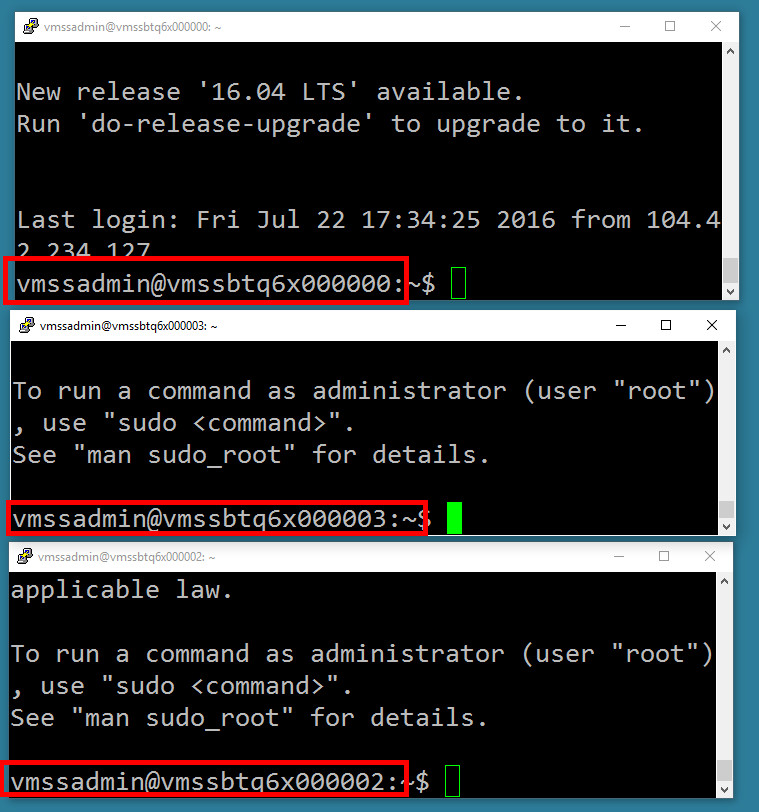 vmssadmin@vmssbtq6x000000: ~
New release '16.04 LTS' available.
Run 'do-release-upgrade' to upgrade to it.
Last login: Fri Jul 22 17:34:25 2016 from 104.4
2.234.127
vmssadmin@vmssbtq6x000000:~$
vmssadmin@vmssbtq6x000003: ~
To run a command as administrator (user "root")
, use "sudo <command>".
See "man sudo_root" for details.
vmssadmin@vmssbtq6x000003:~$
vmssadmin@vmssbtq6x000002: ~
applicable law.
To run a command as administrator (user "root")
, use "sudo <command>".
See "man sudo_root" for details.
vmssadmin@vmssbtq6x000002:~$